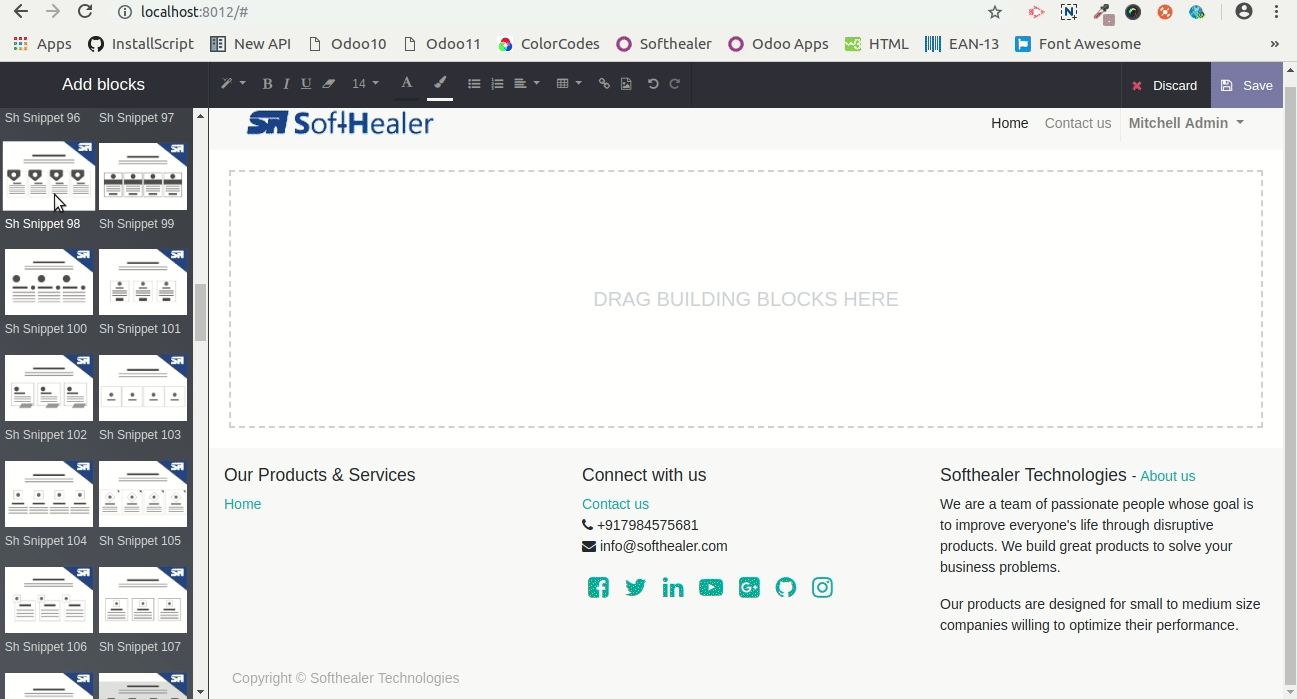 localhost:8012/#
Apps InstallScript New API Odoo10 Odoo11 ColorCodes Softhealer Odoo Apps HTML EAN-13 Font Awesome »
Add blocks
B I U 14 A
Discard Save
Sh Snippet 96 Sh Snippet 97
Sh Snippet 98 Sh Snippet 99
Sh Snippet 100 Sh Snippet 101
Sh Snippet 102 Sh Snippet 103
Sh Snippet 104 Sh Snippet 105
Sh Snippet 106 Sh Snippet 107
SoftHealer
Home Contact us Mitchell Admin
DRAG BUILDING BLOCKS HERE
Our Products & Services
Home
Connect with us
Contact us
+917984575681
info@softhealer.com
Softhealer Technologies - About us
We are a team of passionate people whose goal is
to improve everyone's life through disruptive
products. We build great products to solve your
business problems.
Our products are designed for small to medium size
companies willing to optimize their performance.
Copyright © Softhealer Technologies